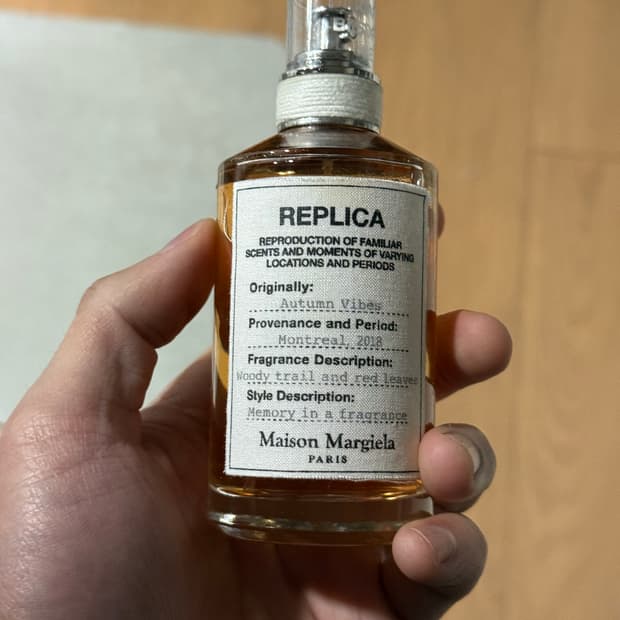 REPLICA
REPRODUCTION OF FAMILIAR
SCENTS AND MOMENTS OF VARYING
LOCATIONS AND PERIODS
Originally:
Autumn Vibes
Provenance and Period:
Montreal, 2018
Fragrance Description:
Woody trail and red leaves
Style Description:
Memory in a fragrance
Maison Margiela
PARIS